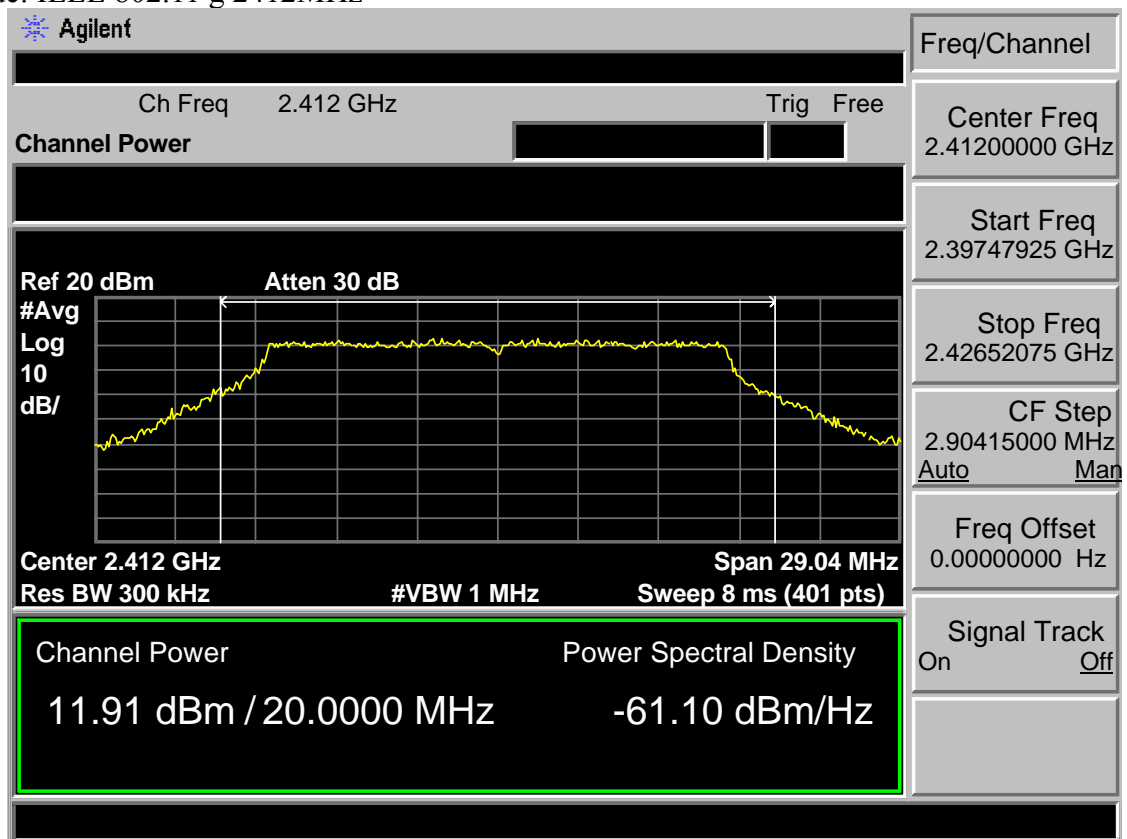 IEEE 802.11 g 2412MHz
Agilent
Freq/Channel
Ch Freq 2.412 GHz Trig Free
Channel Power
Center Freq
2.41200000 GHz
Start Freq
2.39747925 GHz
Stop Freq
2.42652075 GHz
CF Step
2.90415000 MHz
Auto Man
Freq Offset
0.00000000 Hz
Signal Track
On Off
Ref 20 dBm Atten 30 dB
#Avg
Log
10
dB/
Center 2.412 GHz Span 29.04 MHz
Res BW 300 kHz #VBW 1 MHz Sweep 8 ms (401 pts)
Channel Power Power Spectral Density
11.91 dBm / 20.0000 MHz -61.10 dBm/Hz